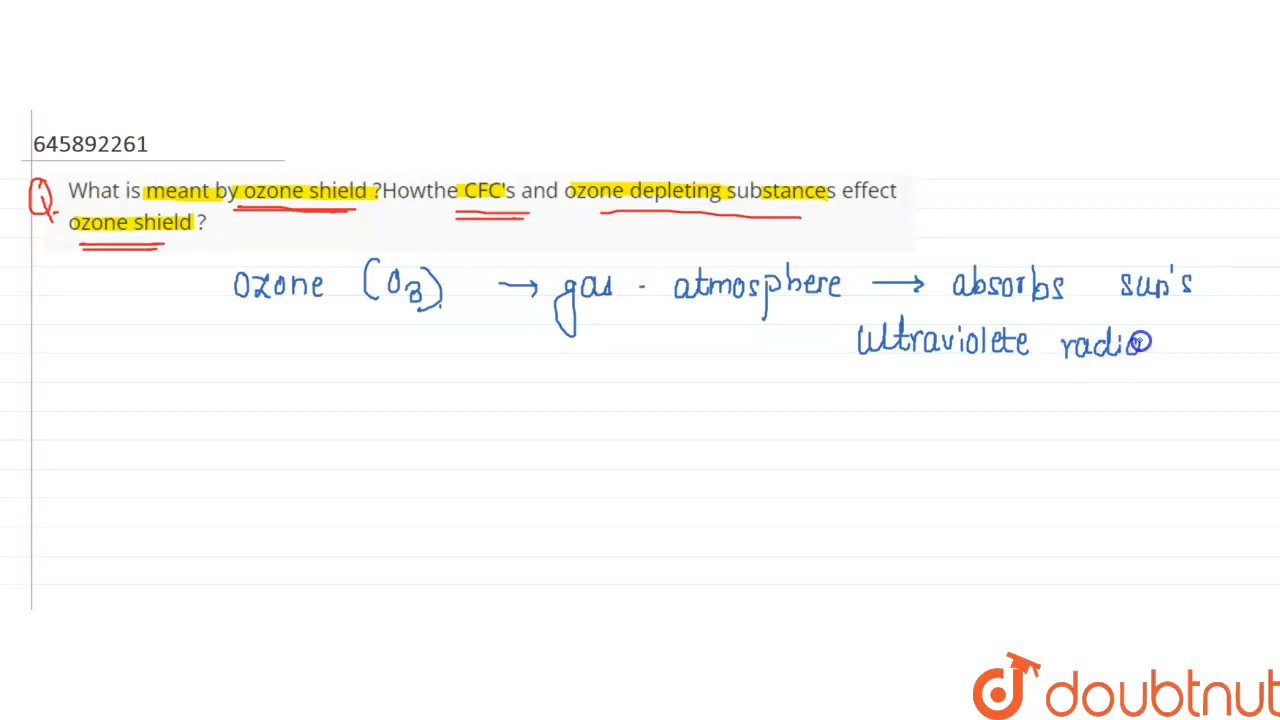 645892261
Q. What is meant by ozone shield ?Howthe CFC's and ozone depleting substances effect
ozone shield ?
ozone (O3) → gas . atmosphere → absorbs sun's
ultraviolete radia
doubtnut